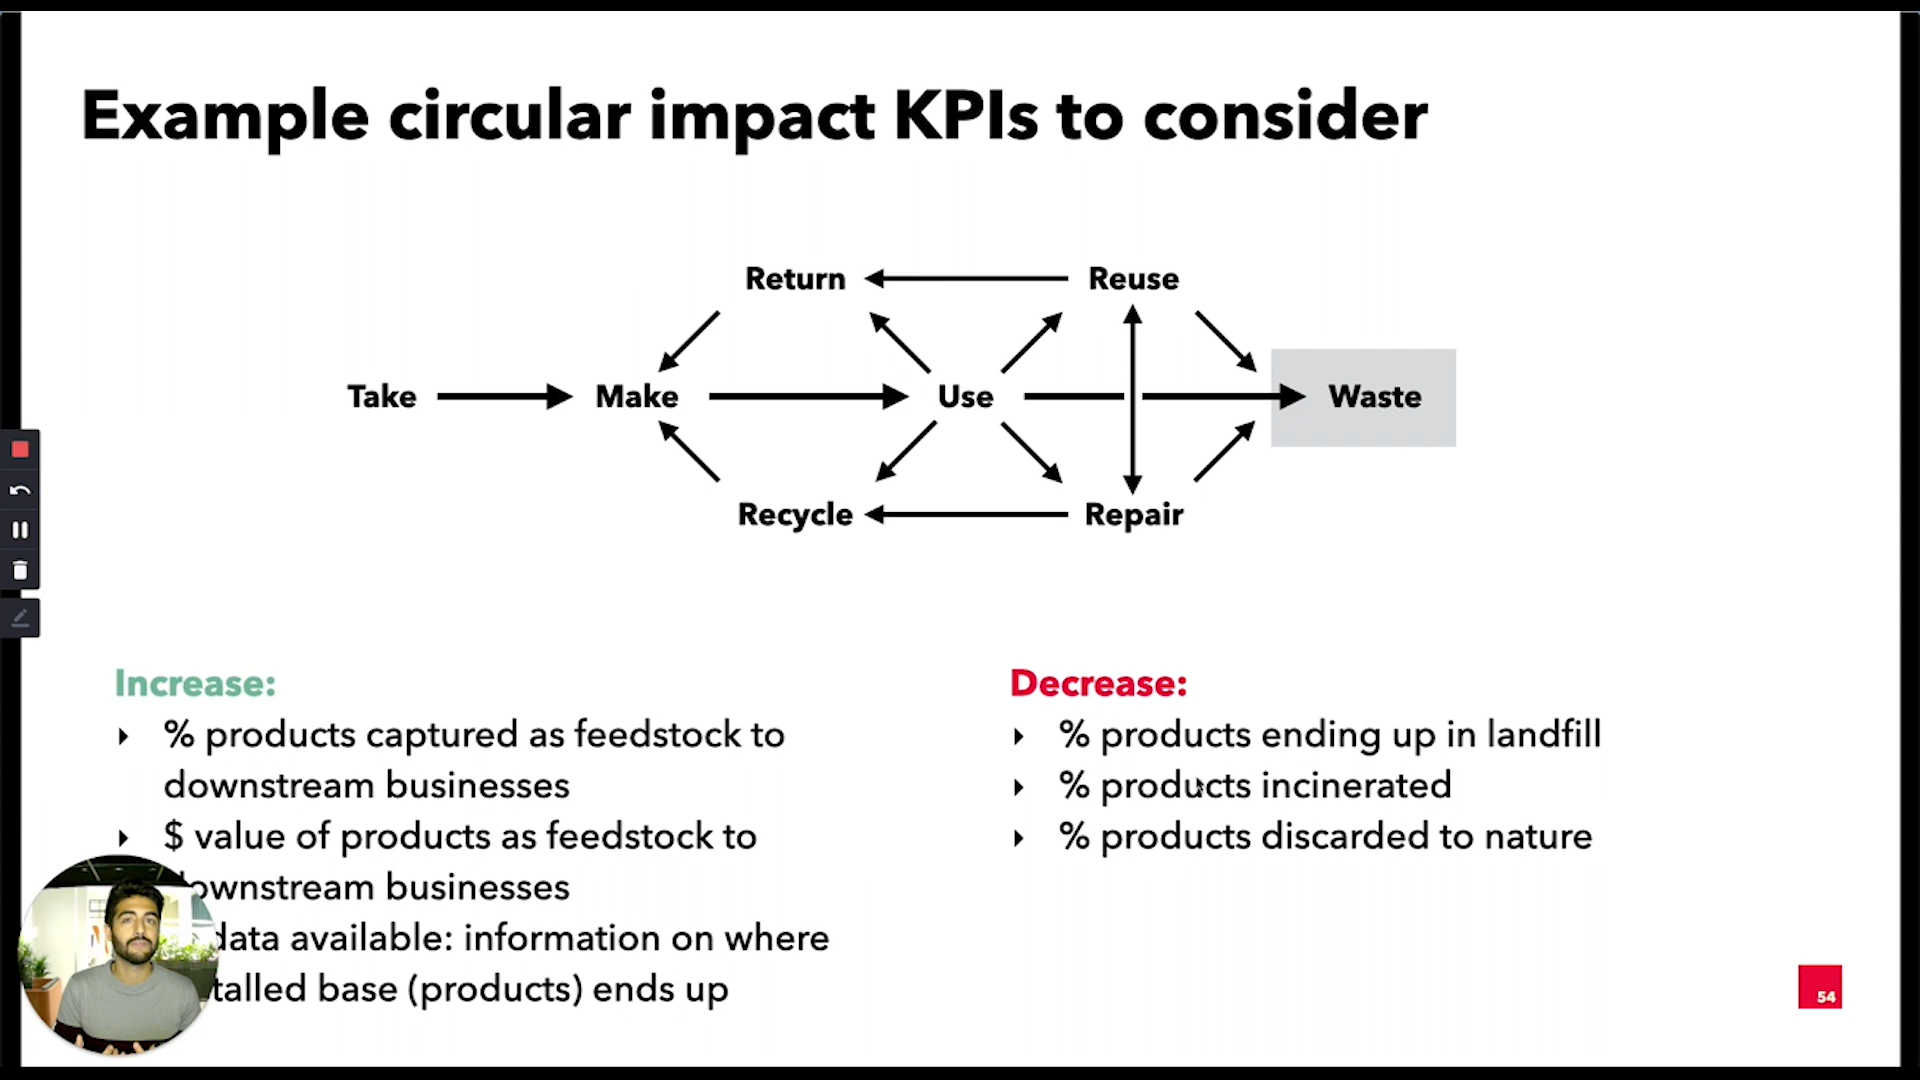 Example circular impact KPIs to consider
Return Reuse
Take Make Use Waste
Recycle Repair
Increase:
% products captured as feedstock to
downstream businesses
$ value of products as feedstock to
ownstream businesses
data available: information on where
talled base (products) ends up
Decrease:
% products ending up in landfill
% products incinerated
% products discarded to nature
54